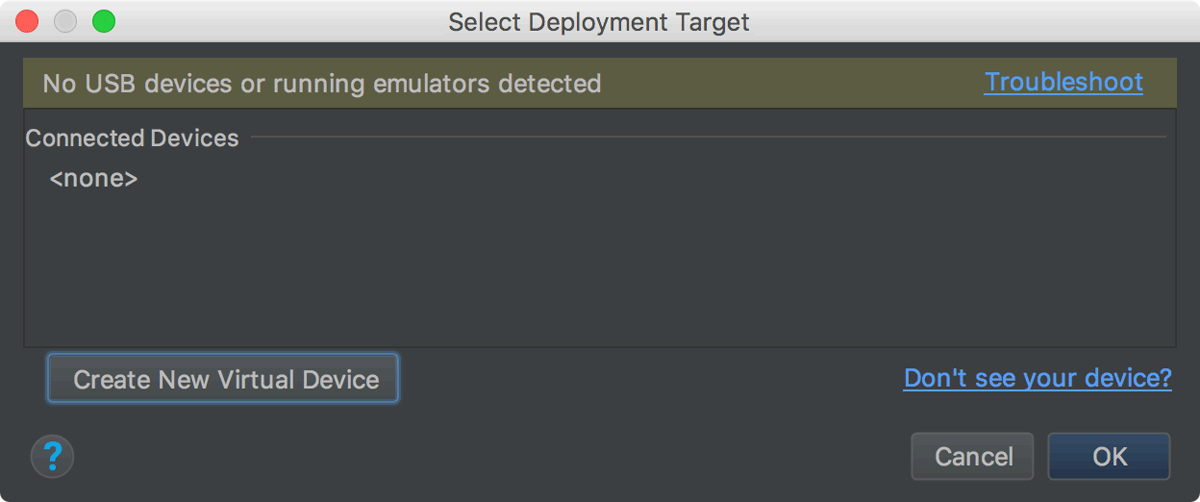 Select Deployment Target
No USB devices or running emulators detected
Troubleshoot
Connected Devices
<none>
Create New Virtual Device
Don't see your device?
?
Cancel
OK